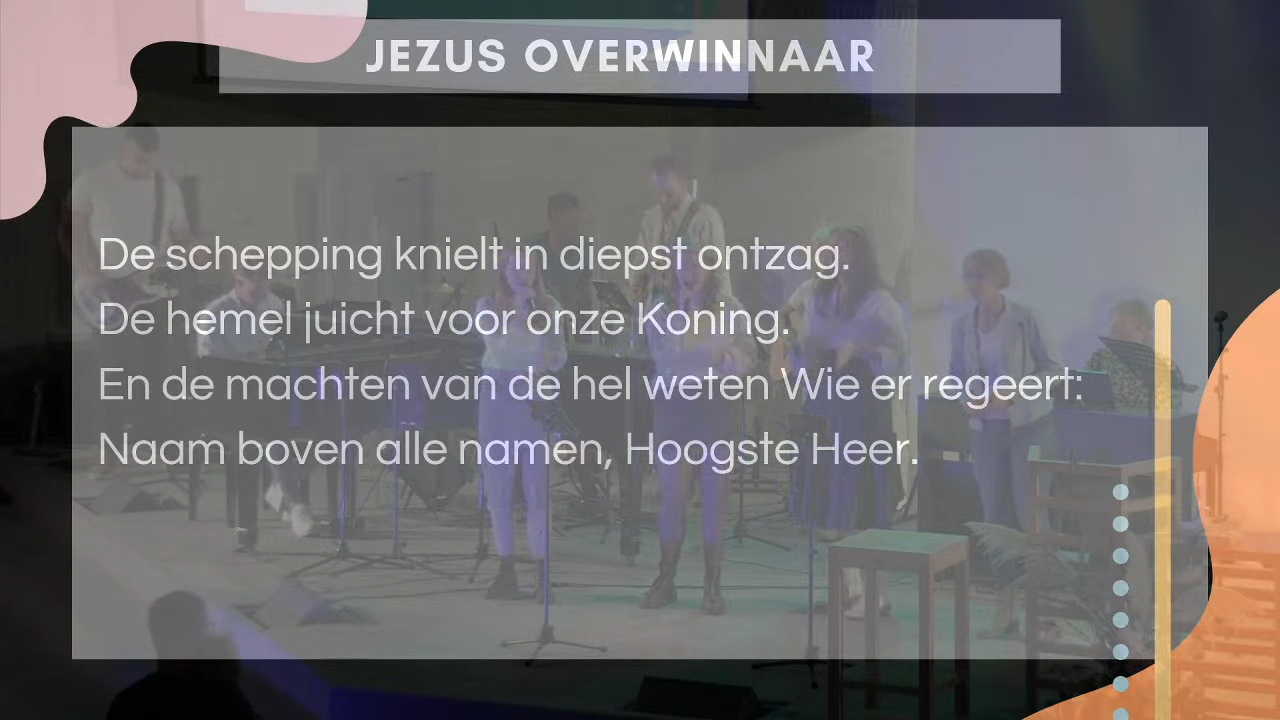 JEZUS OVERWINNAAR
De schepping knielt in diepst ontzag.
De hemel juicht voor onze Koning.
En de machten van de hel weten Wie er regeert:
Naam boven alle namen, Hoogste Heer.